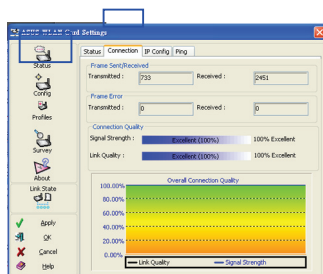 ASUS WLAN Card Settings
Status Connection IP Config Ping
Status
Config
Profiles
Survey
About
Link State
Apply
OK
Cancel
Help
Frame Sent/Received
Transmitted : 733 Received : 2451
Frame Error
Transmitted : 0 Received : 0
Connection Quality
Signal Strength : Excellent (100%) 100% Excellent
Link Quality : Excellent (100%) 100% Excellent
Overall Connection Quality
100.00%
80.00%
60.00%
40.00%
20.00%
0.00%
Link Quality Signal Strength